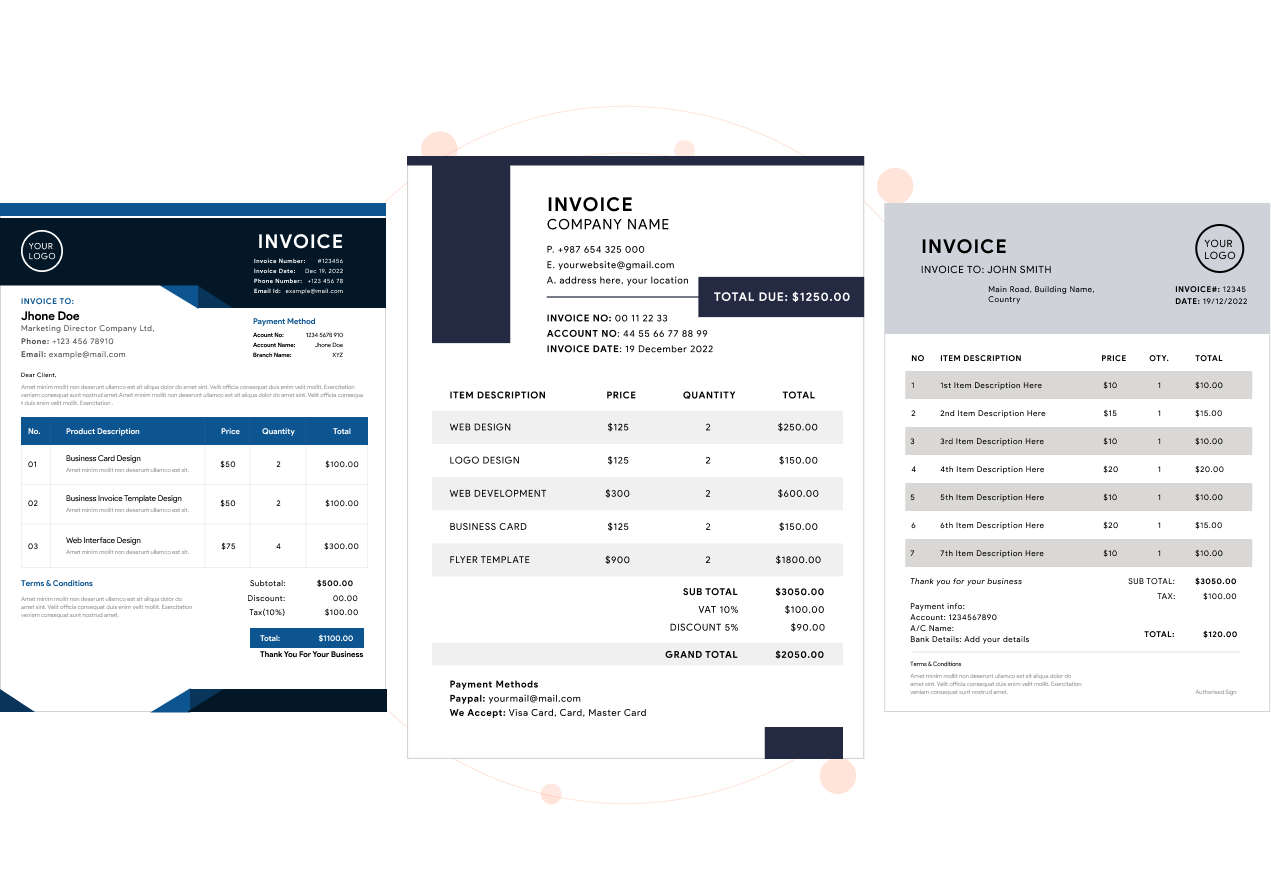 YOUR
LOGO
INVOICE
Invoice Number: #123456
Invoice Date: Dec 19, 2022
Phone Number: +123 456 78
Email Id: example@mail.com
INVOICE TO:
Jhone Doe
Marketing Director Company Ltd,
Phone: +123 456 78910
Email: example@mail.com
Payment Method
Acount No: 1234 5678 910
Account Name: Jhone Doe
Branch Name: XYZ
Dear Client,
Amet minim mollit non deserunt ullamco est sit aliqua dolor do amet sint. Velit officia consequat duis enim velit mollit. Exercitation
veniam consequat sunt nostrud amet.Amet minim mollit non deserunt ullamco est sit aliqua dolor do amet sint. Velit officia consequa
t duis enim velit mollit. Exercitation .
No. Product Description Price Quantity Total
01 Business Card Design $50 2 $100.00
Amet minim mollit non deserunt ullamco est sit.
02 Business Invoice Template Design $50 2 $100.00
Amet minim mollit non deserunt ullamco est sit.
03 Web Interface Design $75 4 $300.00
Amet minim mollit non deserunt ullamco est sit.
Terms & Conditions
Amet minim mollit non deserunt ullamco est sit aliqua dolor do
amet sint. Velit officia consequat duis enim velit mollit. Exercitation
veniam consequat sunt nostrud amet.
Subtotal: $500.00
Discount: 00.00
Tax(10%) $100.00
Total: $1100.00
Thank You For Your Business
INVOICE
COMPANY NAME
P. +987 654 325 000
E. yourwebsite@gmail.com
A. address here, your location
TOTAL DUE: $1250.00
INVOICE NO: 00 11 22 33
ACCOUNT NO: 44 55 66 77 88 99
INVOICE DATE: 19 December 2022
ITEM DESCRIPTION PRICE QUANTITY TOTAL
WEB DESIGN $125 2 $250.00
LOGO DESIGN $125 2 $150.00
WEB DEVELOPMENT $300 2 $600.00
BUSINESS CARD $125 2 $150.00
FLYER TEMPLATE $900 2 $1800.00
SUB TOTAL $3050.00
VAT 10% $100.00
DISCOUNT 5% $90.00
GRAND TOTAL $2050.00
Payment Methods
Paypal: yourmail@mail.com
We Accept: Visa Card, Card, Master Card
INVOICE
INVOICE TO: JOHN SMITH
Main Road, Building Name,
Country
YOUR
LOGO
INVOICE#: 12345
DATE: 19/12/2022
NO ITEM DESCRIPTION PRICE OTY. TOTAL
1 1st Item Description Here $10 1 $10.00
2 2nd Item Description Here $15 1 $15.00
3 3rd Item Description Here $10 1 $10.00
4 4th Item Description Here $20 1 $20.00
5 5th Item Description Here $10 1 $10.00
6 6th Item Description Here $20 1 $15.00
7 7th Item Description Here $10 1 $10.00
Thank you for your business
SUB TOTAL: $3050.00
TAX: $100.00
Payment info:
Account: 1234567890
A/C Name:
Bank Details: Add your details
TOTAL: $120.00
Terms & Conditions
Amet minim mollit non deserunt ullamco est sit aliqua dolor do
amet sint. Velit officia consequat duis enim velit mollit. Exercitation
veniam consequat sunt nostrud amet.
Authorised Sign